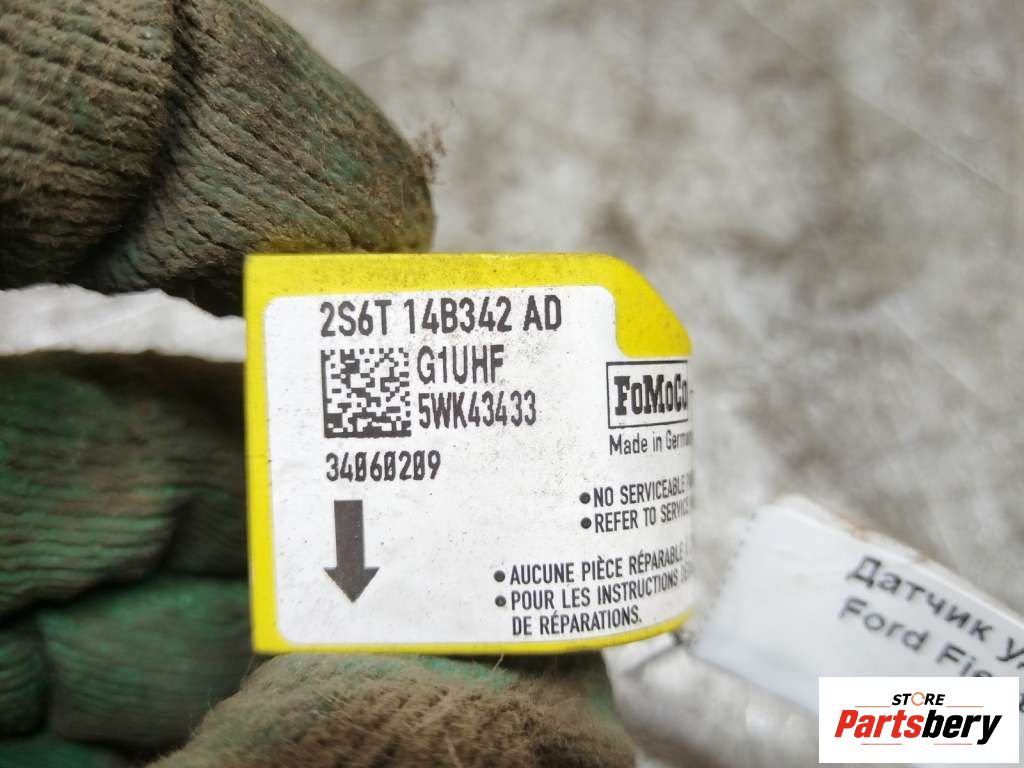 2S6T 14B342 AD
G1UHF
5WK43433
34060209
FoMoCo
Made in
•NO SERVICEABLE
•REFER TO SERVICE
•AUCUNE PIÈCE RÉPARABLE
•POUR LES INSTRUCTIONS
DE RÉPARATIONS.
Датчик
Ford
STORE
Partsbery